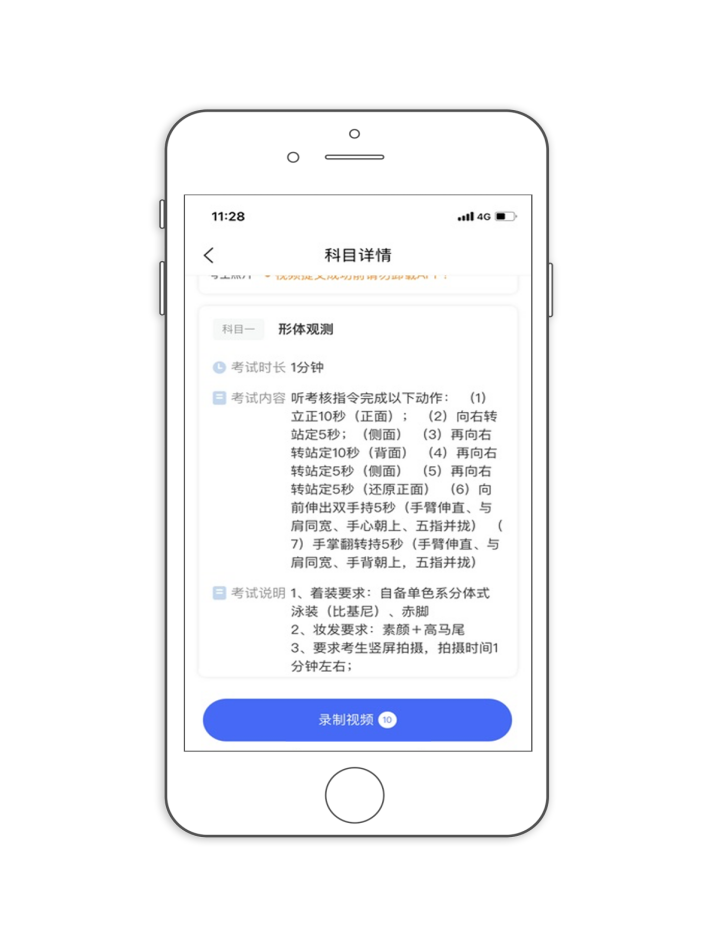 11:28
4G
科目详情
科目一 形体观测
考试时长 1分钟
考试内容 听考核指令完成以下动作： （1）
立正10秒（正面）； （2）向右转
站定5秒；（侧面） （3）再向右
转站定10秒（背面） （4）再向右
转站定5秒（侧面） （5）再向右
转站定5秒（还原正面） （6）向
前伸出双手持5秒（手臂伸直、与
肩同宽、手心朝上、五指并拢） （
7）手掌翻转持5秒（手臂伸直、与
肩同宽、手背朝上，五指并拢）
考试说明 1、着装要求：自备单色系分体式
泳装（比基尼）、赤脚
2、妆发要求：素颜＋高马尾
3、要求考生竖屏拍摄，拍摄时间1
分钟左右；
录制视频 10